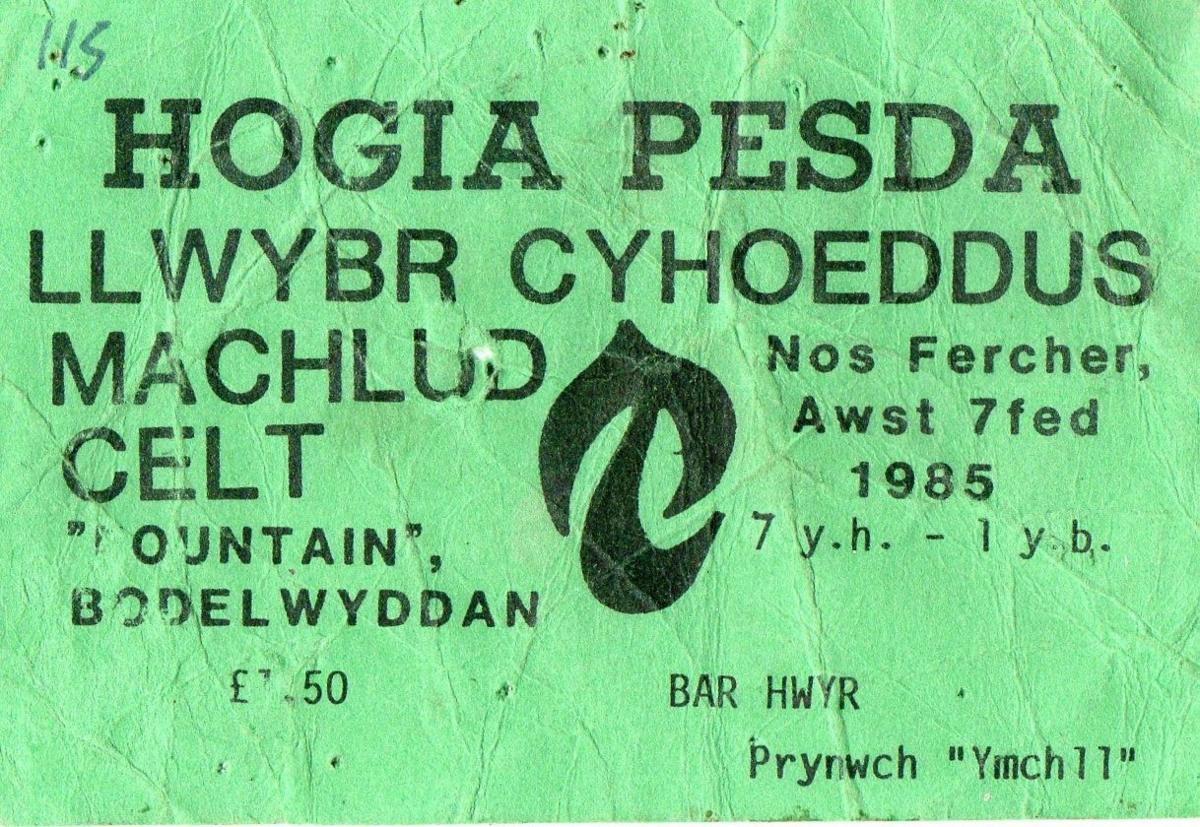 115
HOGIA PESDA
LLWYBR CYHOEDDUS
MACHLUD
CELT
"FOUNTAIN",
BODELWYDDAN
Nos Fercher,
Awst 7fed
1985
7 y.h. - 1 y.b.
BAR HWYR
Prynwch "Ymchll"